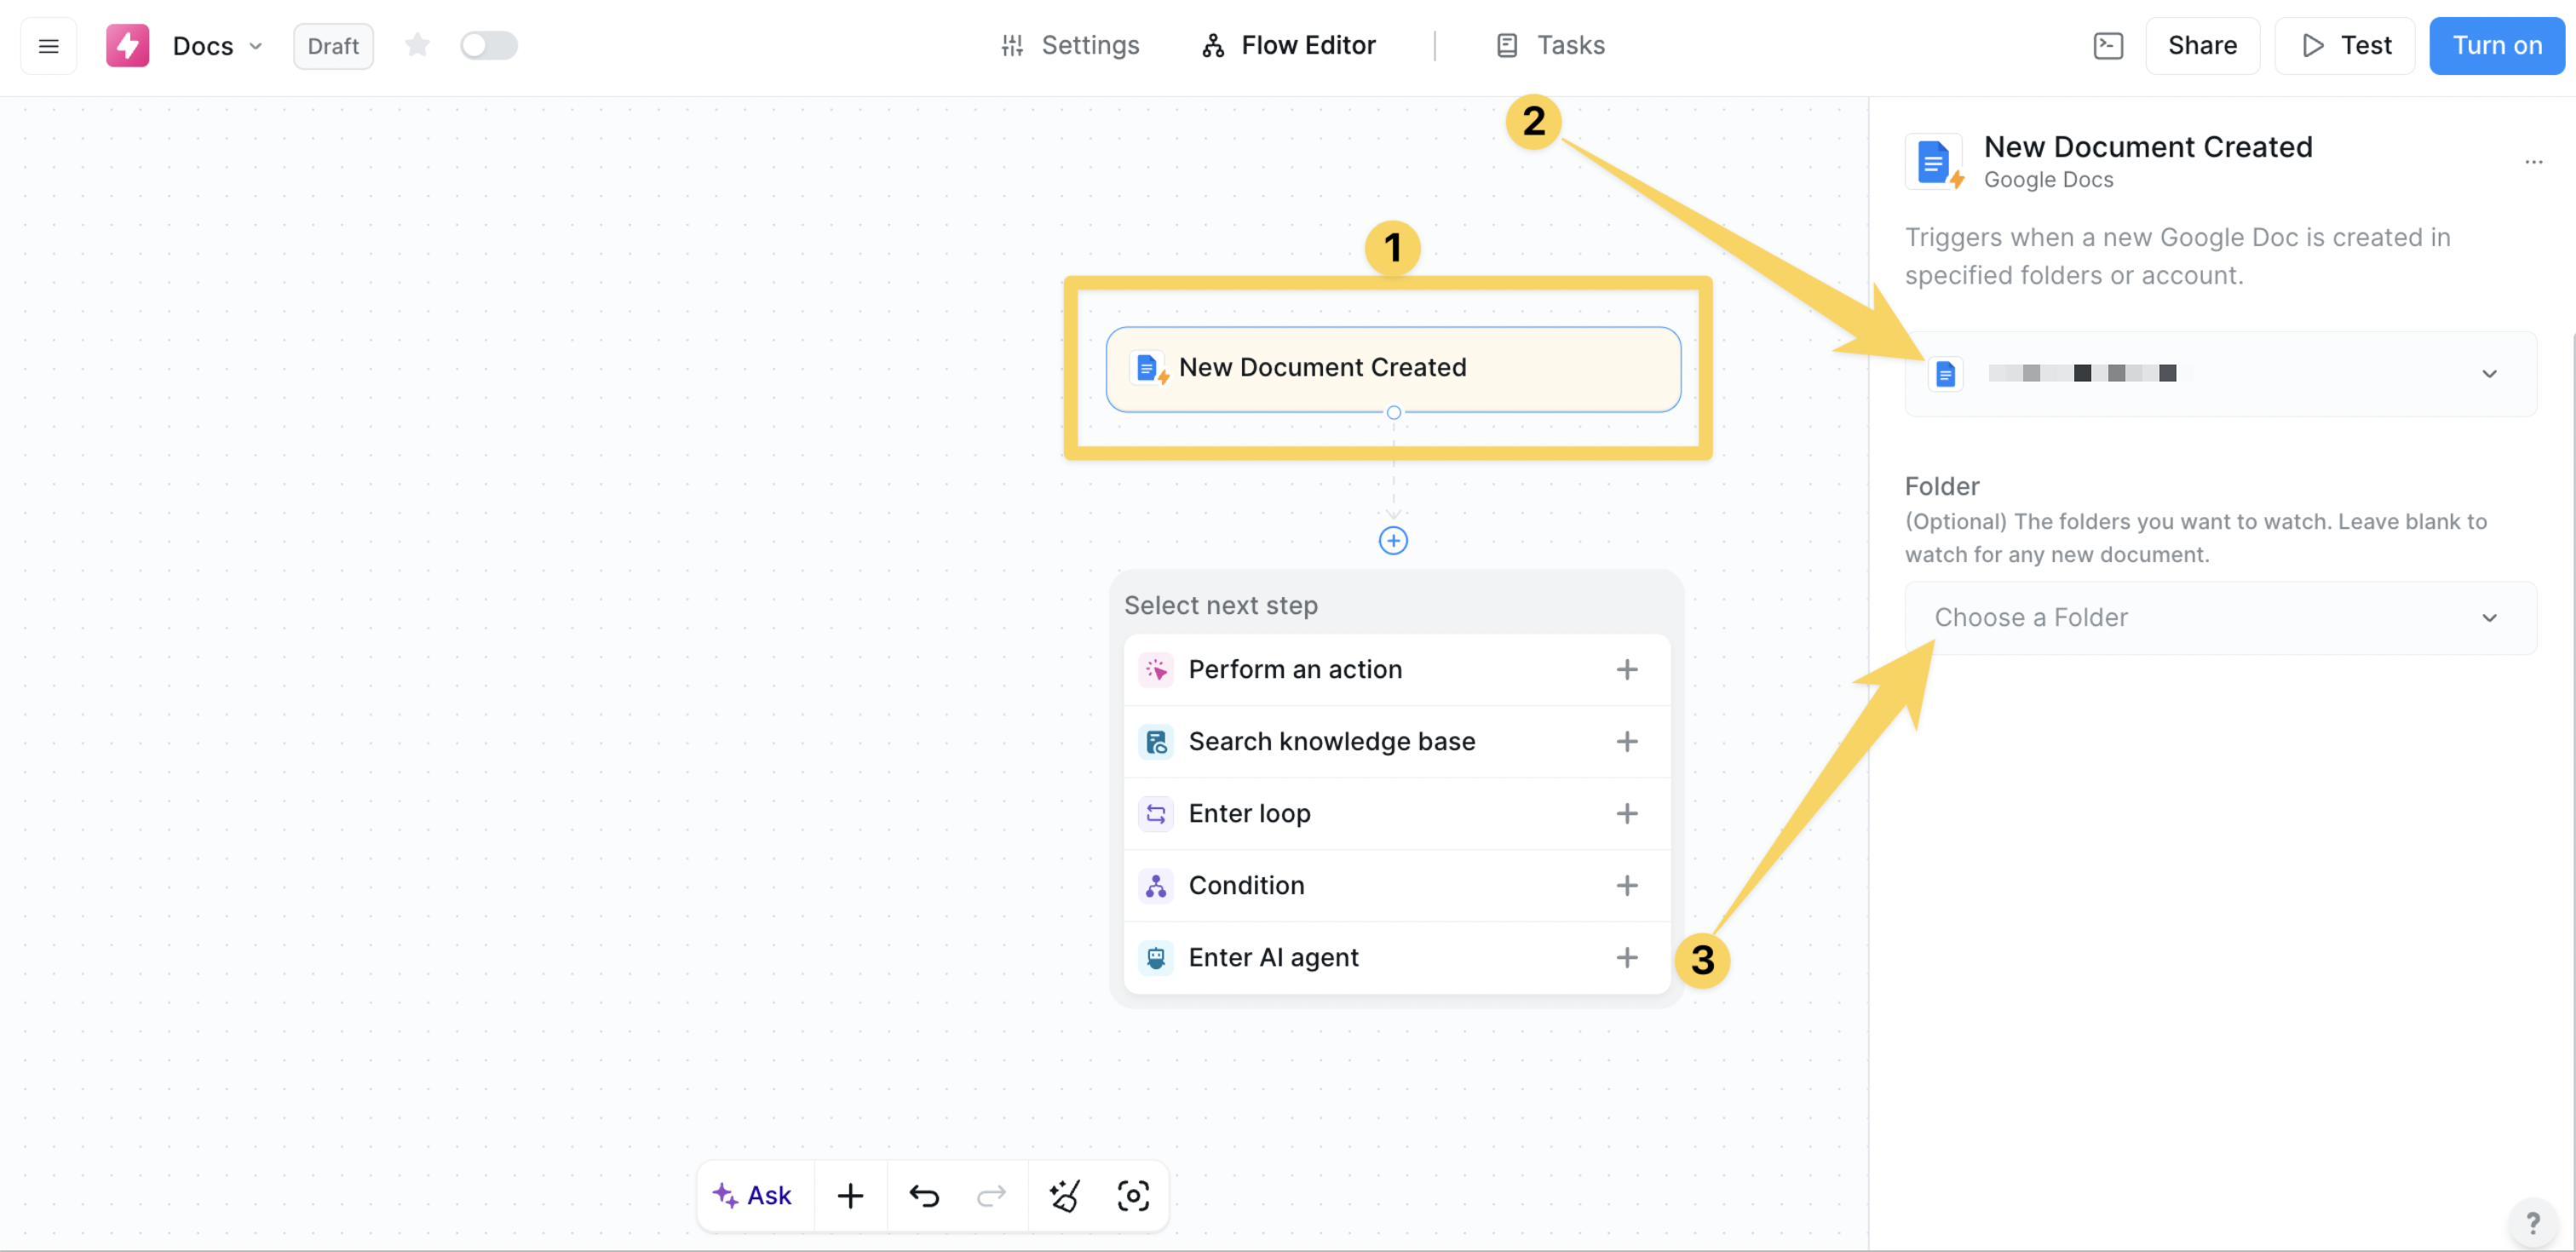 Docs
Draft
Settings
Flow Editor
Tasks
Share
Test
Turn on
2
1
New Document Created
Select next step
Perform an action
Search knowledge base
Enter loop
Condition
Enter AI agent
3
Ask
New Document Created
Google Docs
...
Triggers when a new Google Doc is created in
specified folders or account.
Folder
(Optional) The folders you want to watch. Leave blank to
watch for any new document.
Choose a Folder
?